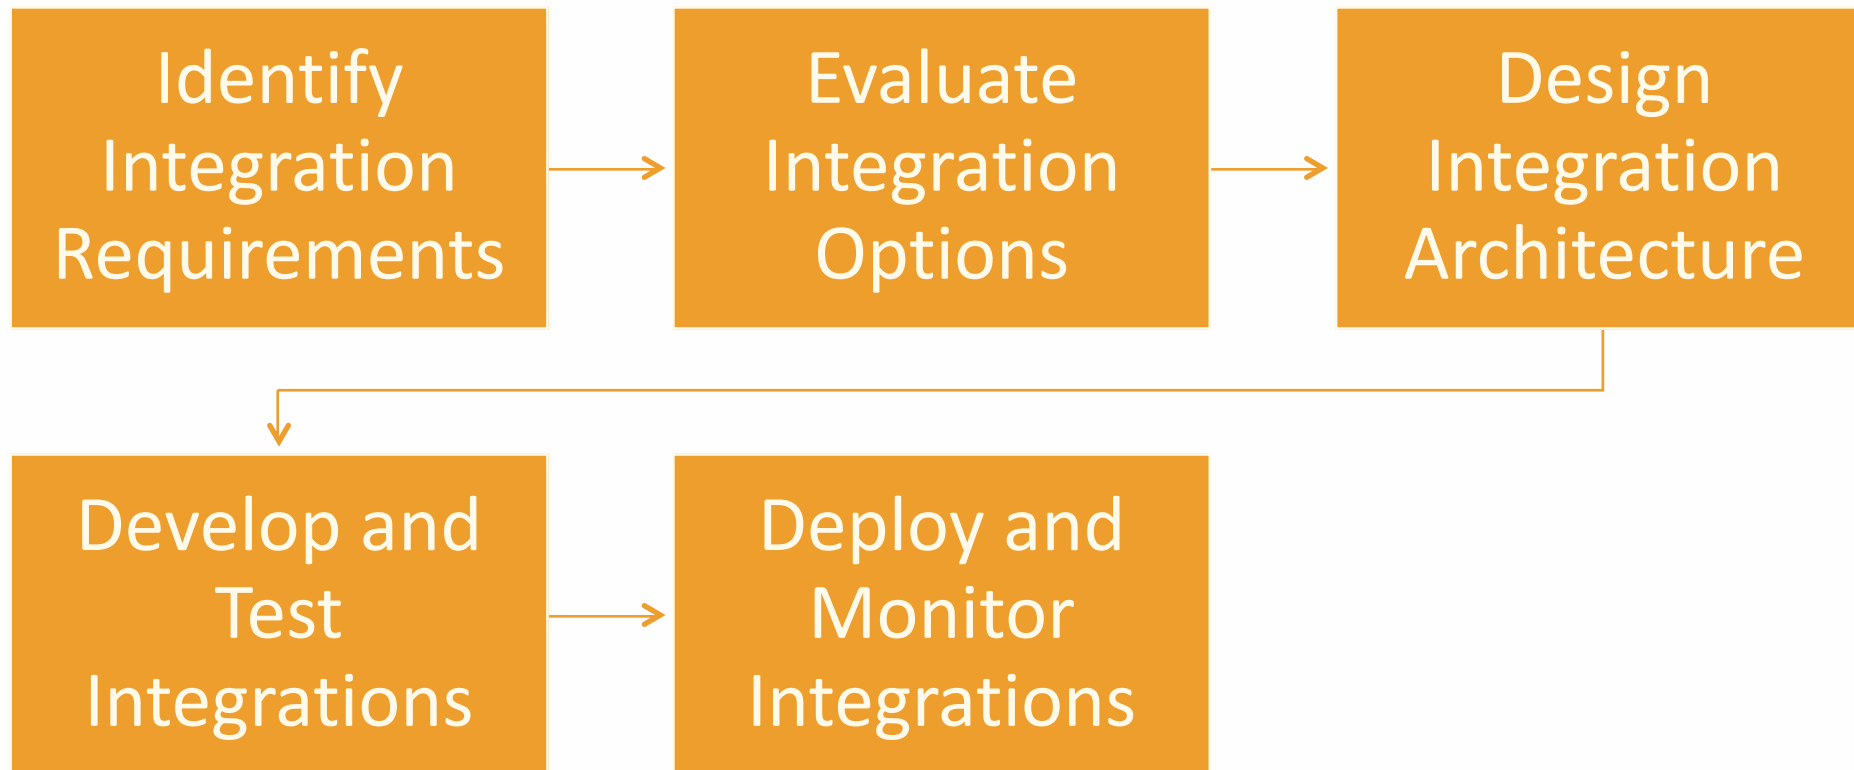 Identify
Integration
Requirements
Evaluate
Integration
Options
Design
Integration
Architecture
Develop and
Test
Integrations
Deploy and
Monitor
Integrations